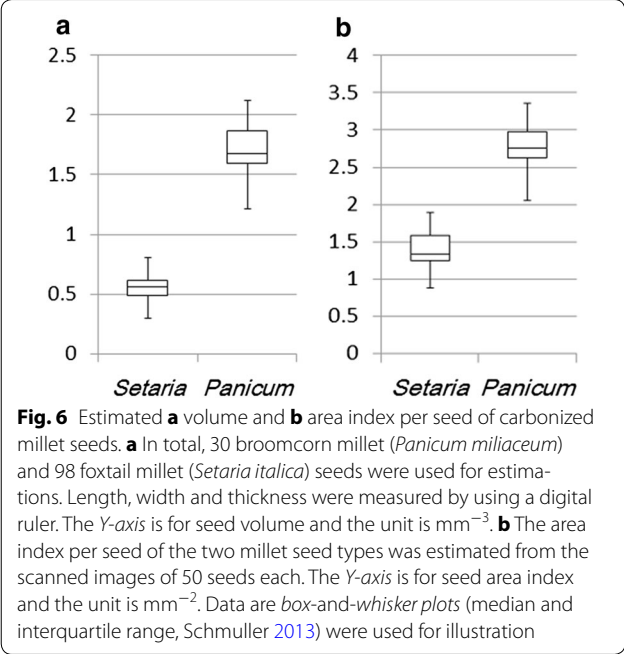 a
2.5
2
1.5
1
0.5
0
Setaria Panicum
b
4
3.5
3
2.5
2
1.5
1
0.5
0
Setaria Panicum
Fig. 6 Estimated a volume and b area index per seed of carbonized
millet seeds. a In total, 30 broomcorn millet (Panicum miliaceum)
and 98 foxtail millet (Setaria italica) seeds were used for estima-
tions. Length, width and thickness were measured by using a digital
ruler. The Y-axis is for seed volume and the unit is mm⁻³. b The area
index per seed of the two millet seed types was estimated from the
scanned images of 50 seeds each. The Y-axis is for seed area index
and the unit is mm⁻². Data are box-and-whisker plots (median and
interquartile range, Schmuller 2013) were used for illustration